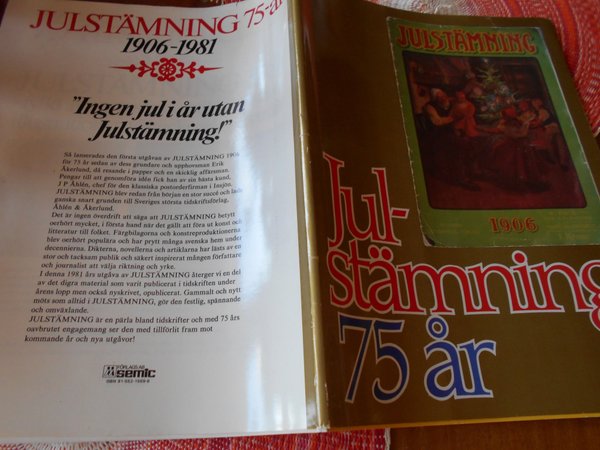 JULSTÄMNING 75-år
1906-1981
"Ingen jul i år utan
Julstämning!"
Så lanserades den första utgåvan av JULSTÄMNING 1906
för 75 år sedan av dess grundare och upphovsman Erik
Åkerlund, då resande i papper och en skicklig affärsman.
Pengar till att genomföra idén fick han av sin bästa kund,
J P Åhlén, chef för den klassiska postorderfirman i Insjön.
JULSTÄMNING blev redan från början en stor succé och lade
ganska snart grunden till Sveriges största tidskriftsförlag,
Åhlén & Åkerlund.
Det är ingen överdrift att säga att JULSTÄMNING betytt
oerhört mycket, i första hand när det gällt att föra ut konst och
litteratur till folket. Färgbilagorna och konstreproduktionerna
blev oerhört populära och har prytt många svenska hem under
decennierna. Dikterna, novellerna och artiklarna har lästs av en
stor och tacksam publik och säkert inspirerat mången författare
och journalist att välja riktning och yrke.
I denna 1981 års utgåva av JULSTÄMNING återger vi en del
av det digra material som varit publicerat i tidskriften under
årens lopp men också nyskrivet, opublicerat. Gammalt och nytt
möts som alltid i JULSTÄMNING, gör den festlig, spännande
och omväxlande.
JULSTÄMNING är en pärla bland tidskrifter och med 75 års
oavbrutet engagemang ser den med tillförlit fram mot
kommande år och nya utgåvor!
FÖRLAGS AB
semic
JULSTÄMNING
1906
Jul-
stämning
75 år